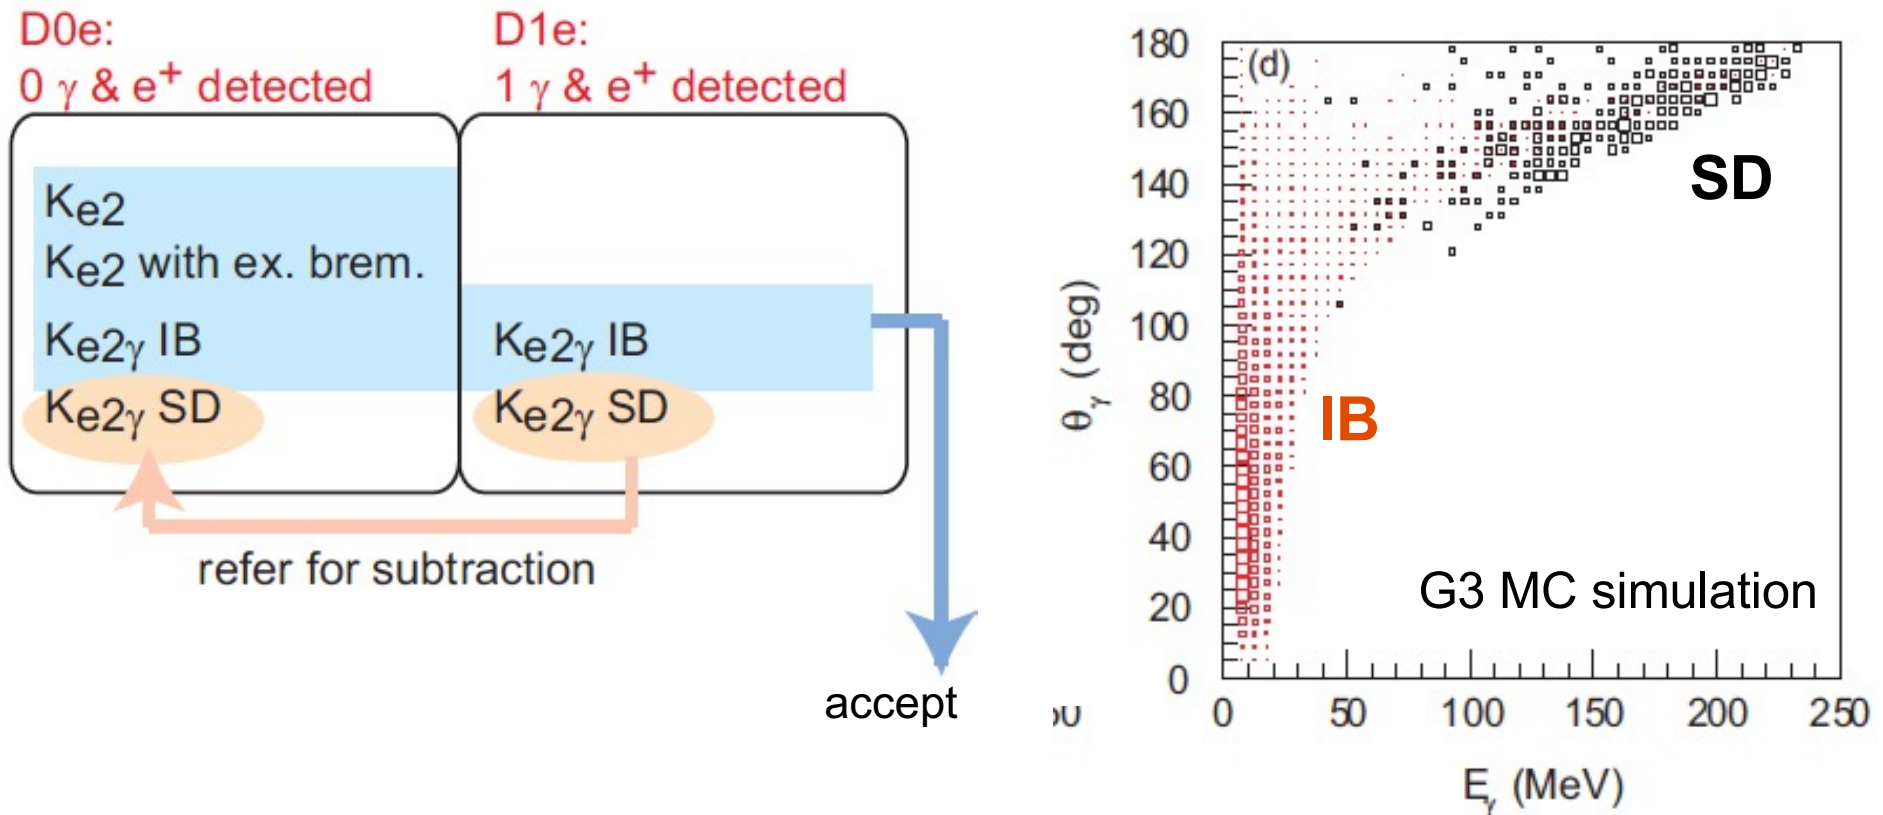 D0e:
0 γ & e⁺ detected
D1e:
1 γ & e⁺ detected
Ke2
Ke2 with ex. brem.
Ke2γ IB
Ke2γ SD
Ke2γ IB
Ke2γ SD
refer for subtraction
accept
(d)
SD
IB
G3 MC simulation
θγ (deg)
180
160
140
120
100
80
60
40
20
0
0 50 100 150 200 250
Eγ (MeV)